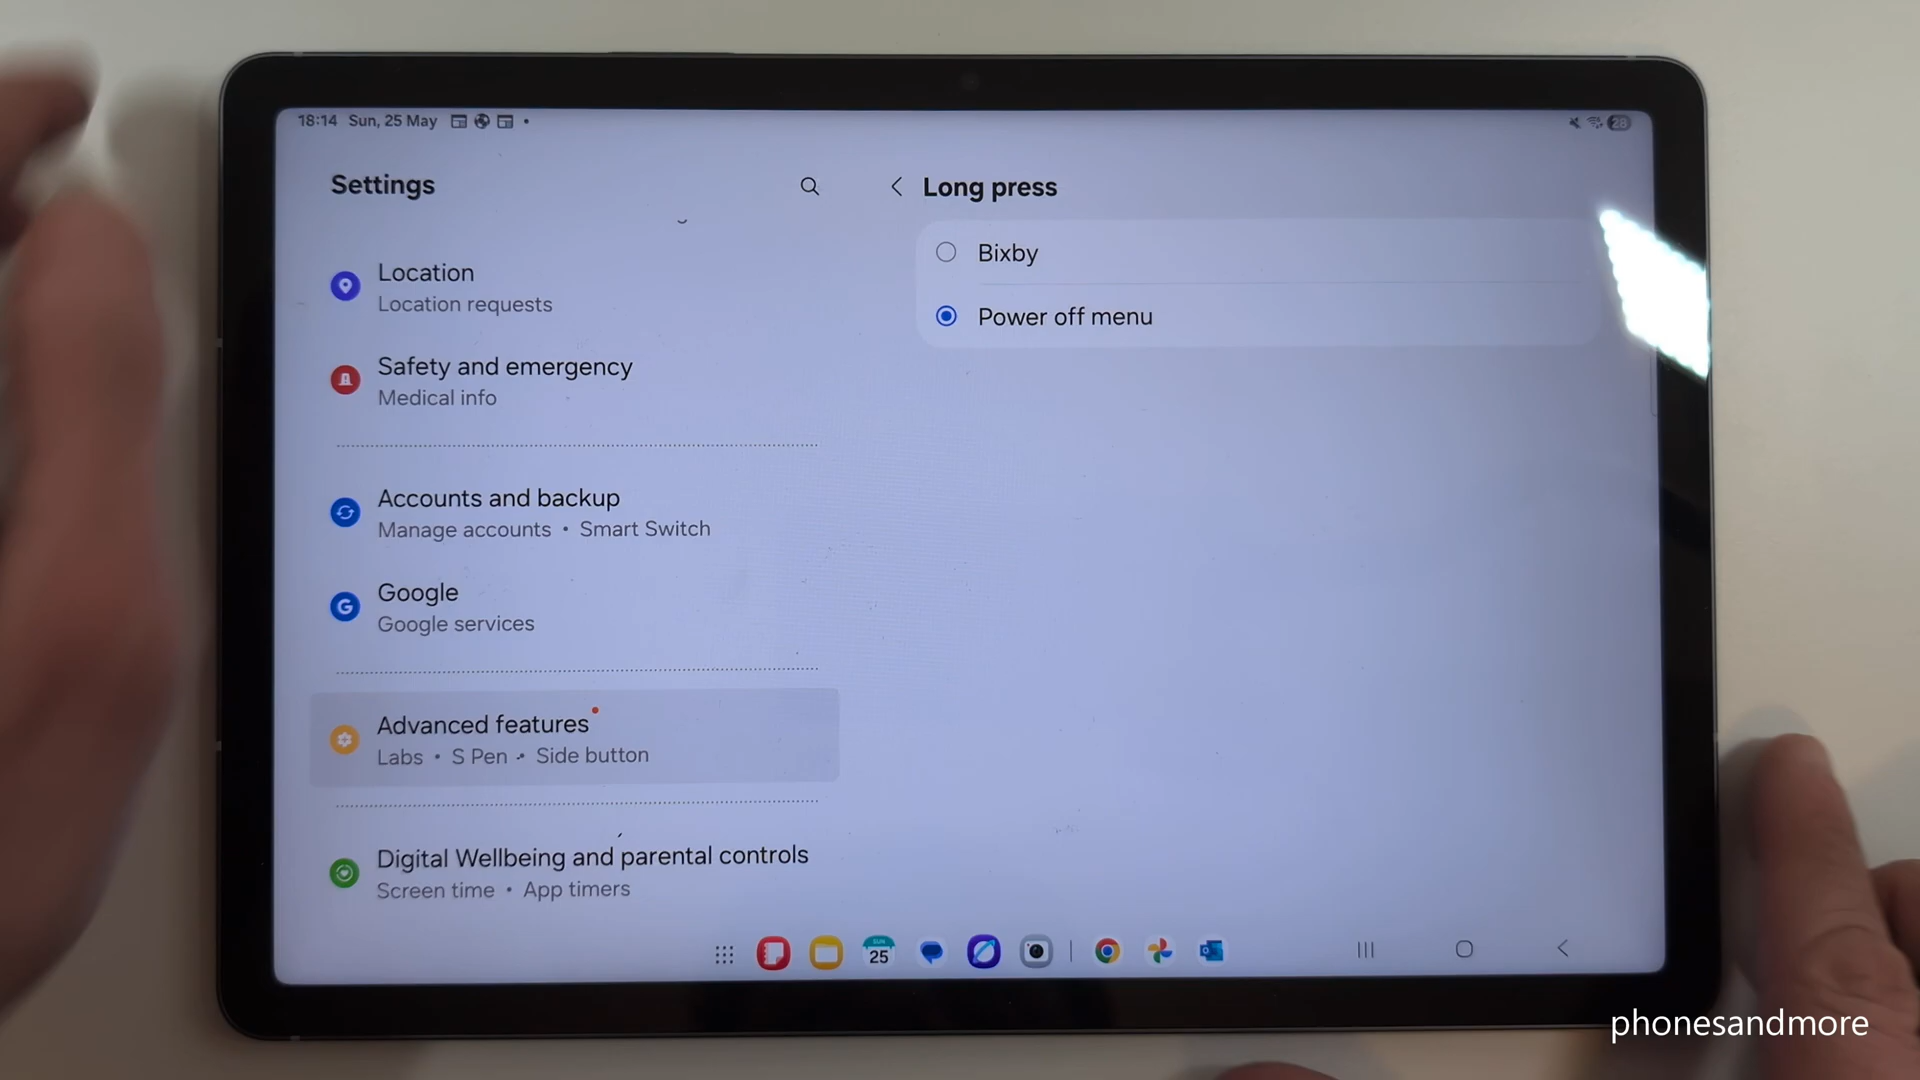 18:14 Sun, 25 May
28
Settings
Location
Location requests
Safety and emergency
Medical info
Accounts and backup
Manage accounts • Smart Switch
Google
Google services
Advanced features
Labs • S Pen • Side button
Digital Wellbeing and parental controls
Screen time • App timers
Long press
Bixby
Power off menu
SUN
25
phonesandmore